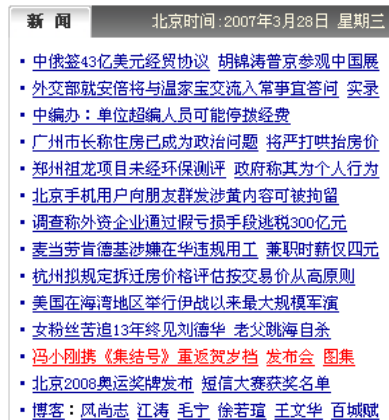 新 闻 北京时间:2007年3月28日 星期三
中俄签43亿美元经贸协议 胡锦涛普京参观中国展
外交部就安倍将与温家宝交流入常事宜答问 实录
中编办：单位超编人员可能停拨经费
广州市长称住房已成为政治问题 将严打哄抬房价
郑州祖龙项目未经环保测评 政府称其为个人行为
北京手机用户向朋友群发涉黄内容可被拘留
调查称外资企业通过假亏损手段逃税300亿元
麦当劳肯德基涉嫌在华违规用工 兼职时薪仅四元
杭州拟规定拆迁房价格评估按交易价从高原则
美国在海湾地区举行伊战以来最大规模军演
女粉丝苦追13年终见刘德华 老父跳海自杀
冯小刚携《集结号》重返贺岁档 发布会 图集
北京2008奥运奖牌发布 短信大赛获奖名单
博客：风尚志 江涛 毛宁 徐若瑄 王文华 百城赋